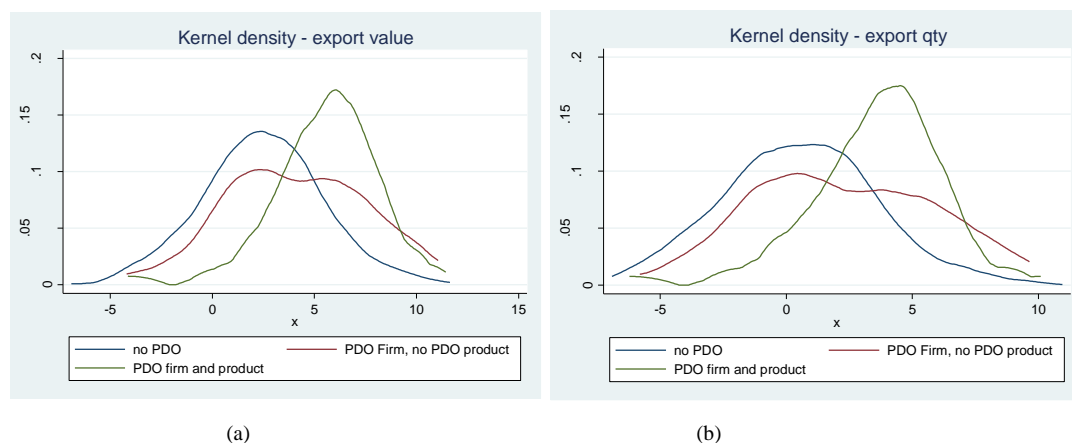 Kernel density - export value
.2
.15
.1
.05
0
-5 0 5 10 15
x
no PDO PDO Firm, no PDO product
PDO firm and product
(a)
Kernel density - export qty
.2
.15
.1
.05
0
-5 0 5 10
x
no PDO PDO Firm, no PDO product
PDO firm and product
(b)